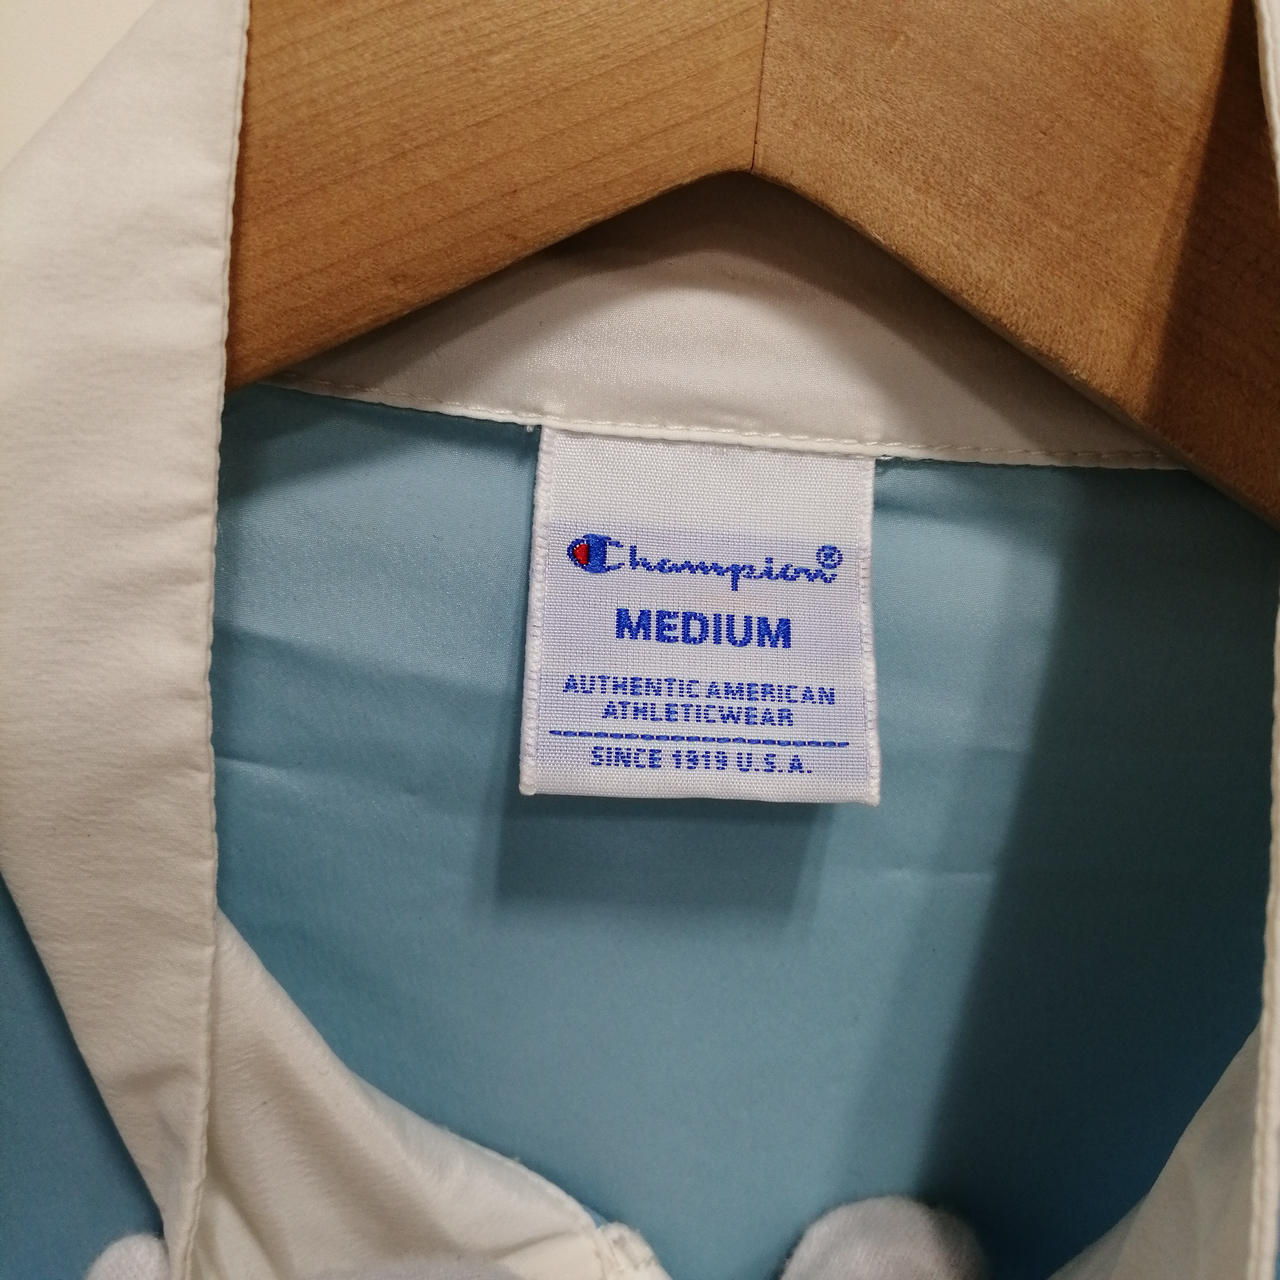 Champion®
MEDIUM
AUTHENTIC AMERICAN
ATHLETICWEAR
SINCE 1919 U.S.A.